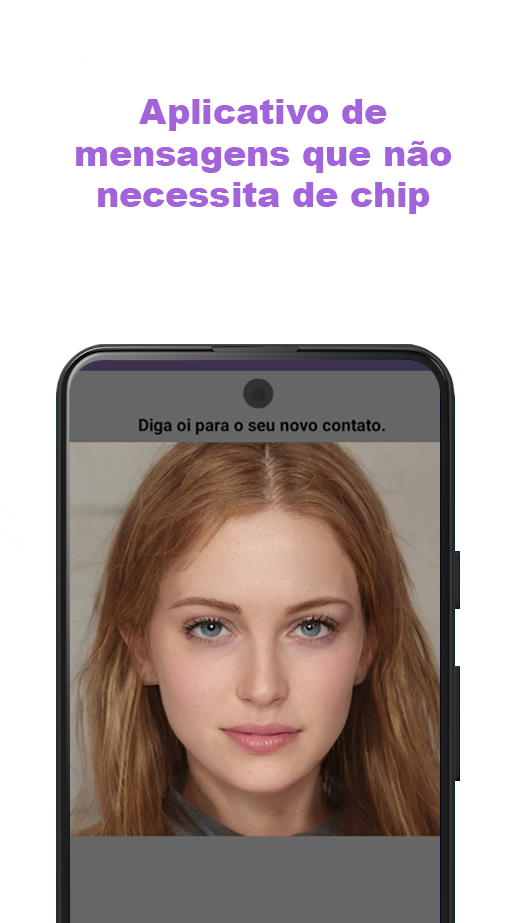 Aplicativo de
mensagens que não
necessita de chip
Diga oi para o seu novo contato.